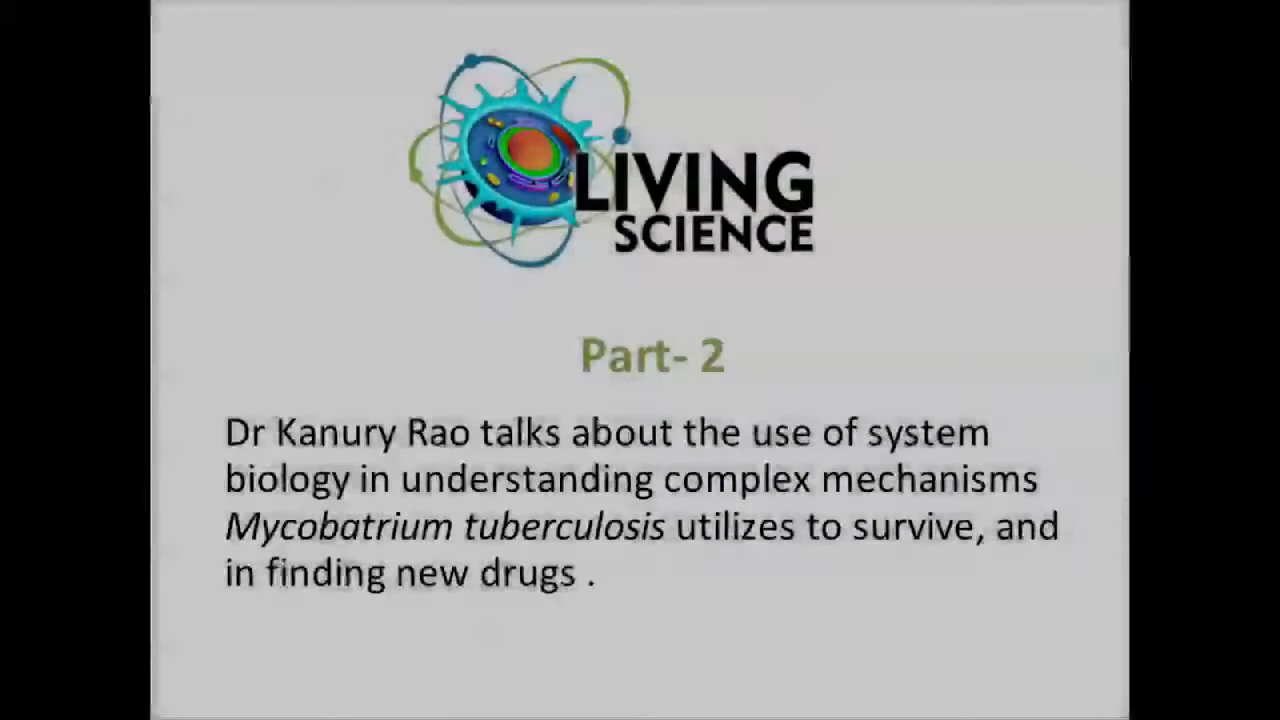 LIVING
SCIENCE
Part- 2
Dr Kanury Rao talks about the use of system
biology in understanding complex mechanisms
Mycobatrium tuberculosis utilizes to survive, and
in finding new drugs .